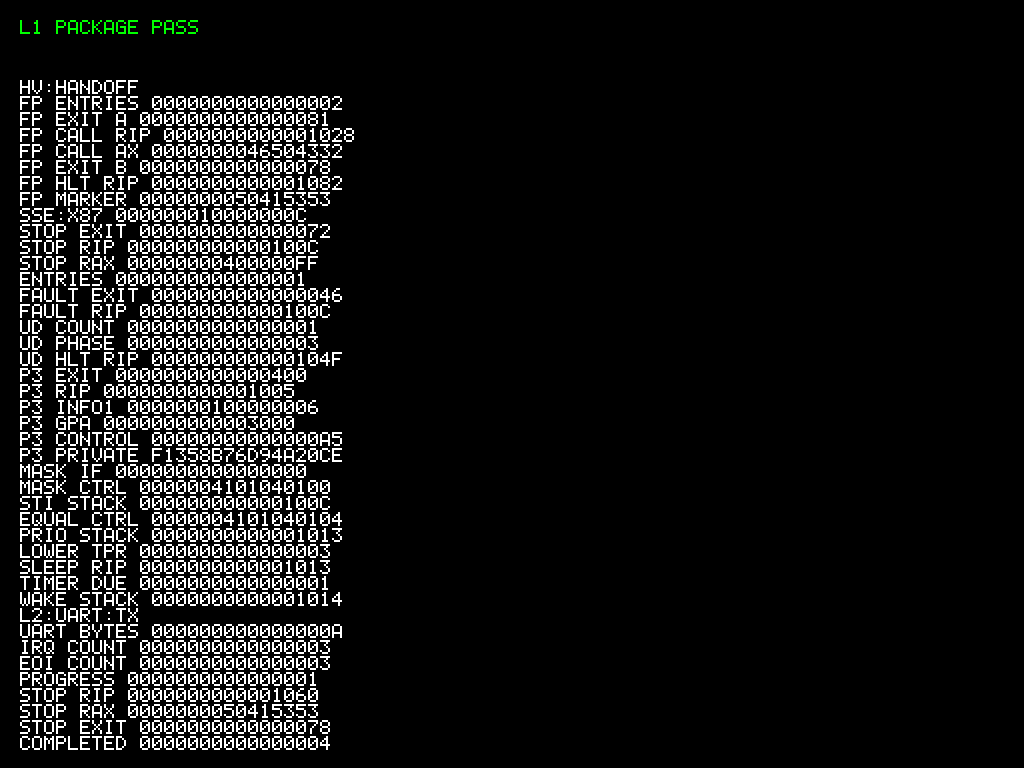 L1 PACKAGE PASS
HV:HANDOFF
FP ENTRIES 0000000000000002
FP EXIT A 0000000000000081
FP CALL RIP 0000000000001028
FP CALL AX 0000000046504332
FP EXIT B 0000000000000078
FP HLT RIP 0000000000001082
FP MARKER 0000000050415353
SSE:X87 000000010000000C
STOP EXIT 0000000000000072
STOP RIP 000000000000100C
STOP RAX 00000000400000FF
ENTRIES 0000000000000001
FAULT EXIT 0000000000000046
FAULT RIP 000000000000100C
UD COUNT 0000000000000001
UD PHASE 0000000000000003
UD HLT RIP 000000000000104F
P3 EXIT 0000000000000400
P3 RIP 0000000000001005
P3 INFO1 0000000100000006
P3 GPA 0000000000003000
P3 CONTROL 00000000000000A5
P3 PRIVATE F1358B76D94A20CE
MASK IF 0000000000000000
MASK CTRL 0000004101040100
STI STACK 000000000000100C
EQUAL CTRL 0000004101040104
PRIO STACK 0000000000001013
LOWER TPR 0000000000000003
SLEEP RIP 0000000000001013
TIMER DUE 0000000000000001
WAKE STACK 0000000000001014
L2:UART:TX
UART BYTES 000000000000000A
IRQ COUNT 0000000000000003
EOI COUNT 0000000000000003
PROGRESS 0000000000000001
STOP RIP 0000000000001060
STOP RAX 0000000050415353
STOP EXIT 0000000000000078
COMPLETED 0000000000000004